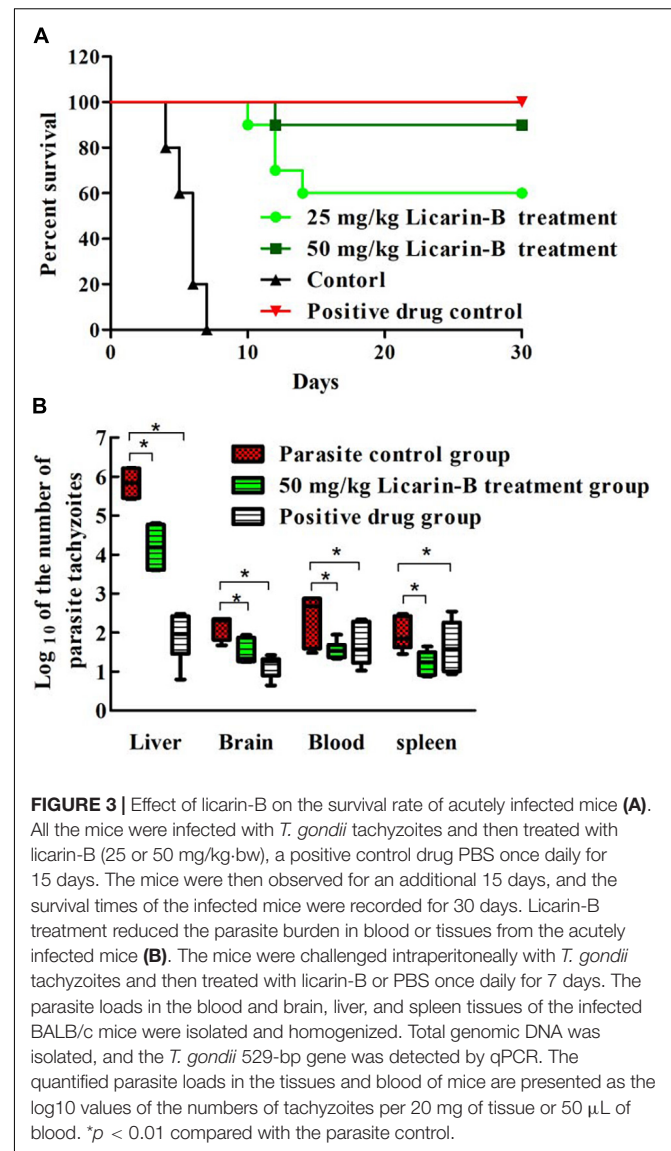 A
120
100
80
60
40
20
0
Percent survival
25 mg/kg Licarin-B treatment
50 mg/kg Licarin-B treatment
Contorl
Positive drug control
0 10 20 30
Days
B
7
6
5
4
3
2
1
0
Log 10 of the number of
parasite tachyzoites
Parasite control group
50 mg/kg Licarin-B treatment group
Positive drug group
* * * * * * * *
Liver Brain Blood spleen
FIGURE 3 | Effect of licarin-B on the survival rate of acutely infected mice (A).
All the mice were infected with T. gondii tachyzoites and then treated with
licarin-B (25 or 50 mg/kg·bw), a positive control drug PBS once daily for
15 days. The mice were then observed for an additional 15 days, and the
survival times of the infected mice were recorded for 30 days. Licarin-B
treatment reduced the parasite burden in blood or tissues from the acutely
infected mice (B). The mice were challenged intraperitoneally with T. gondii
tachyzoites and then treated with licarin-B or PBS once daily for 7 days. The
parasite loads in the blood and brain, liver, and spleen tissues of the infected
BALB/c mice were isolated and homogenized. Total genomic DNA was
isolated, and the T. gondii 529-bp gene was detected by qPCR. The
quantified parasite loads in the tissues and blood of mice are presented as the
log10 values of the numbers of tachyzoites per 20 mg of tissue or 50 μL of
blood. *p < 0.01 compared with the parasite control.